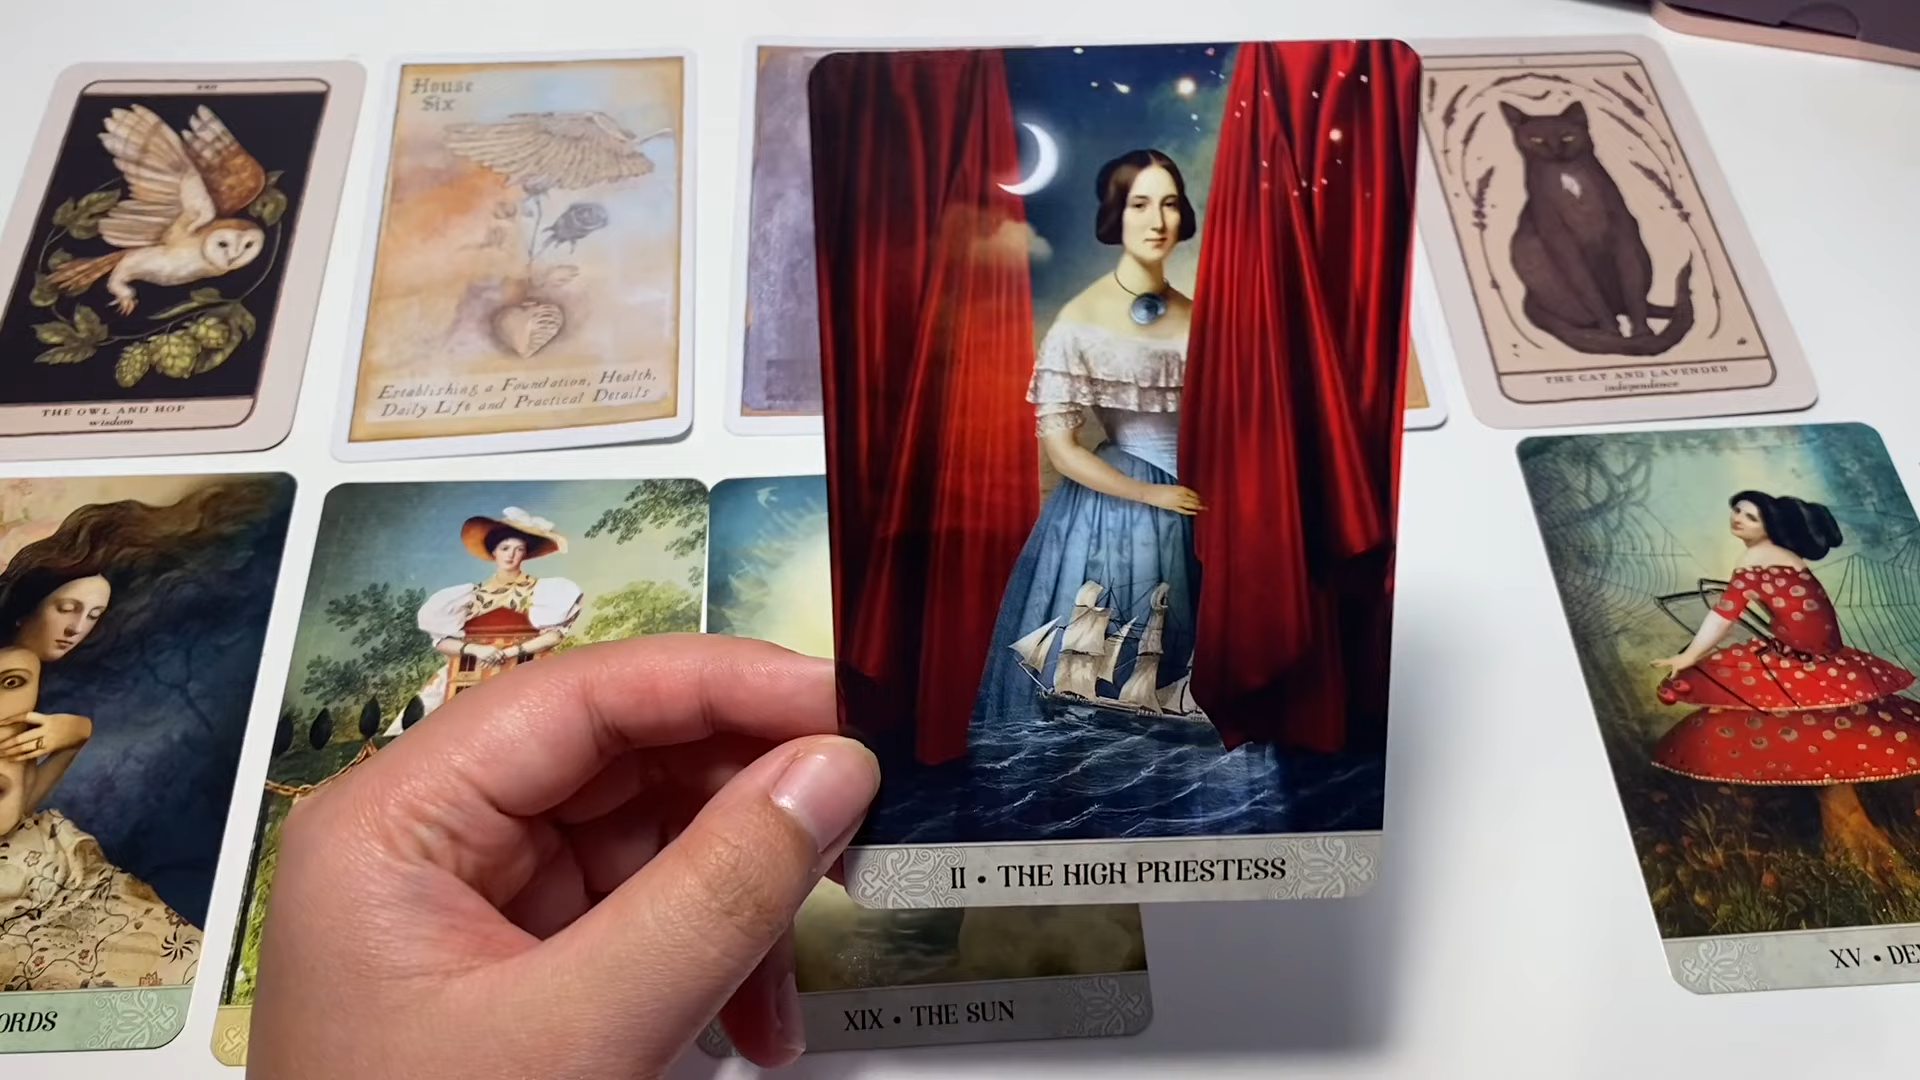 XVII
THE OWL AND HOP
wisdom
House
Six
Establishing a Foundation, Health,
Daily Life and Practical Details
I
THE CAT AND LAVENDER
independence
II • THE HIGH PRIESTESS
ORDS
XIX • THE SUN
XV • DE